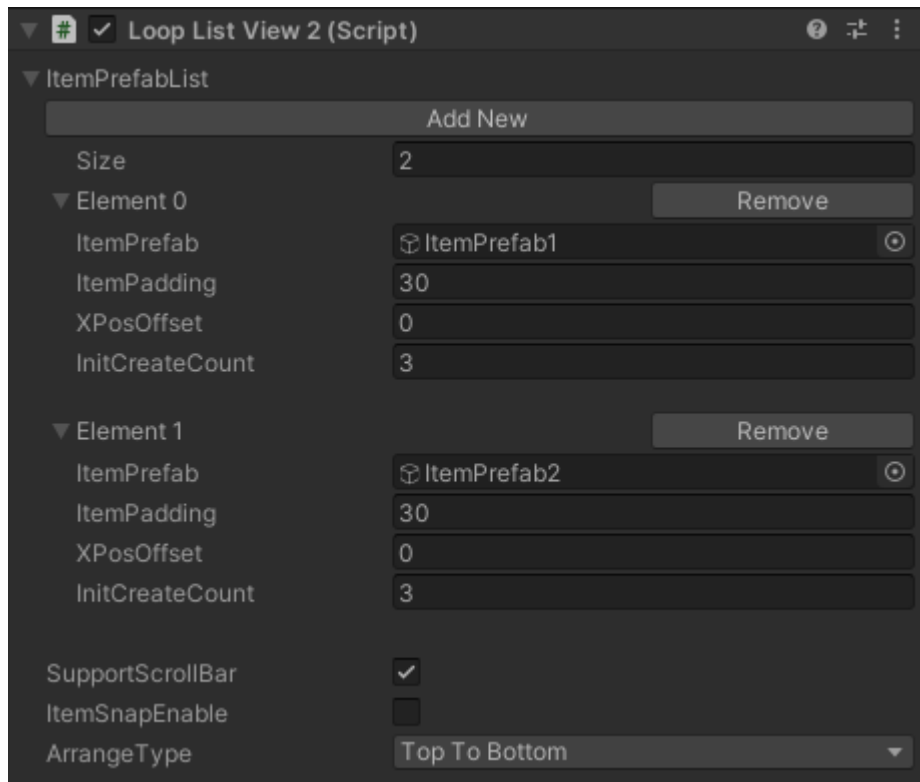 # Loop List View 2 (Script)
ItemPrefabList
Add New
Size 2
Element 0 Remove
ItemPrefab ItemPrefab1
ItemPadding 30
XPosOffset 0
InitCreateCount 3
Element 1 Remove
ItemPrefab ItemPrefab2
ItemPadding 30
XPosOffset 0
InitCreateCount 3
SupportScrollBar
ItemSnapEnable
ArrangeType Top To Bottom